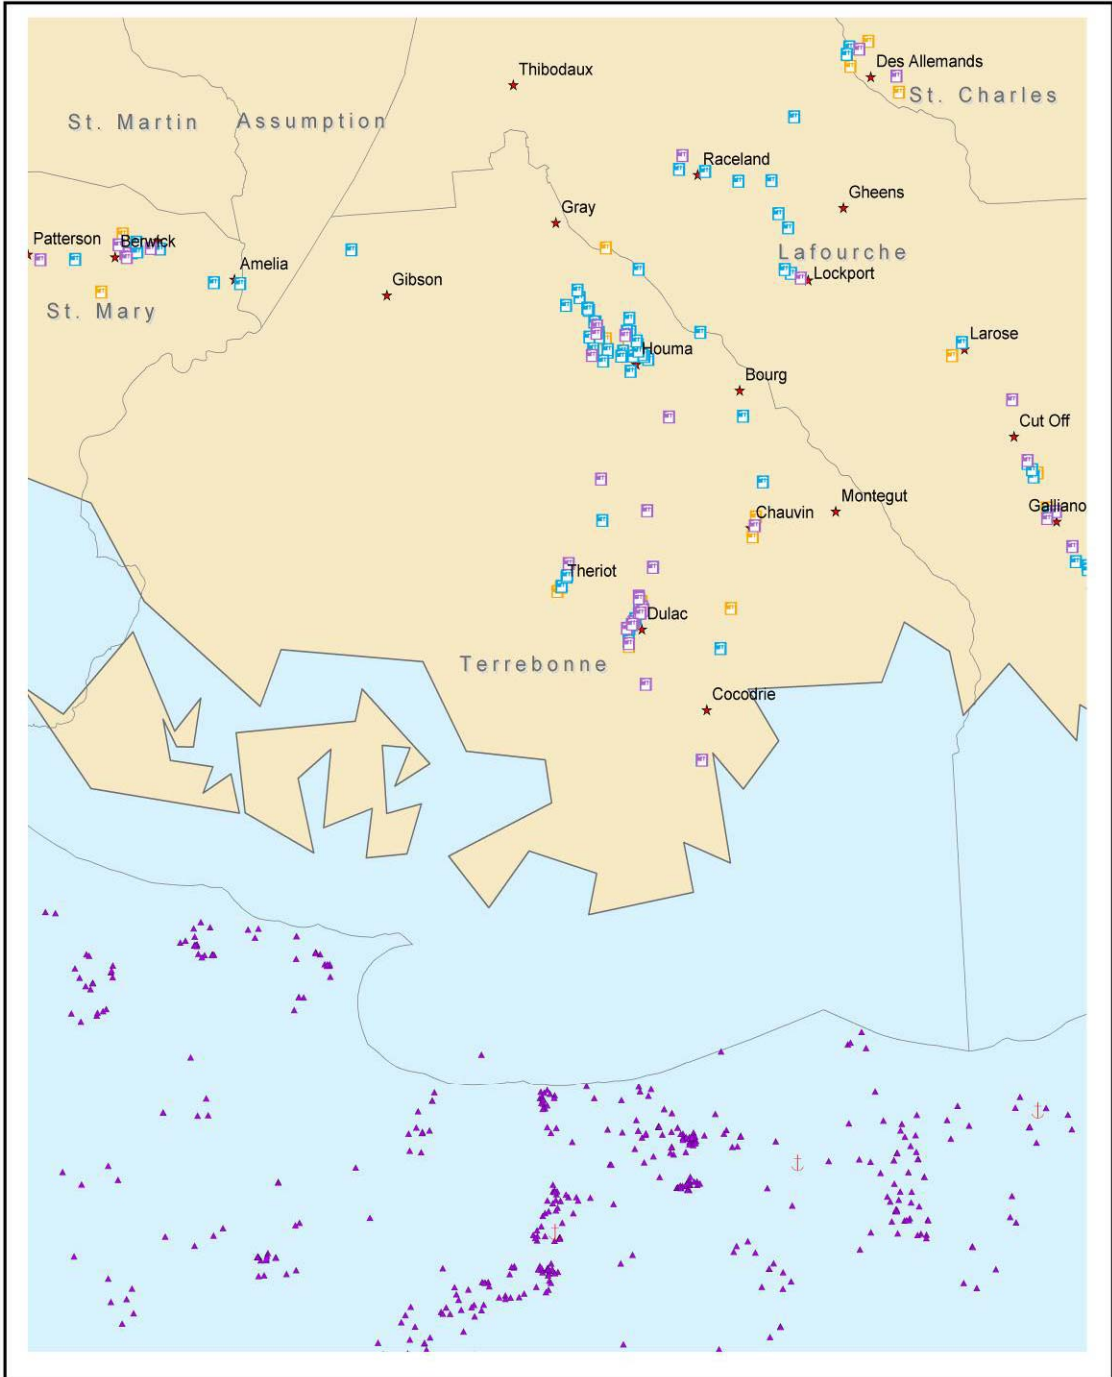 Thibodaux
Des Allemands
St. Charles
St. Martin
Assumption
Raceland
Gheens
Gray
Patterson
Berwick
Lafourche
Amelia
Gibson
Lockport
St. Mary
Larose
Houma
Bourg
Cut Off
Montegut
Chauvin
Galliano
Theriot
Dulac
Terrebonne
Cocodrie